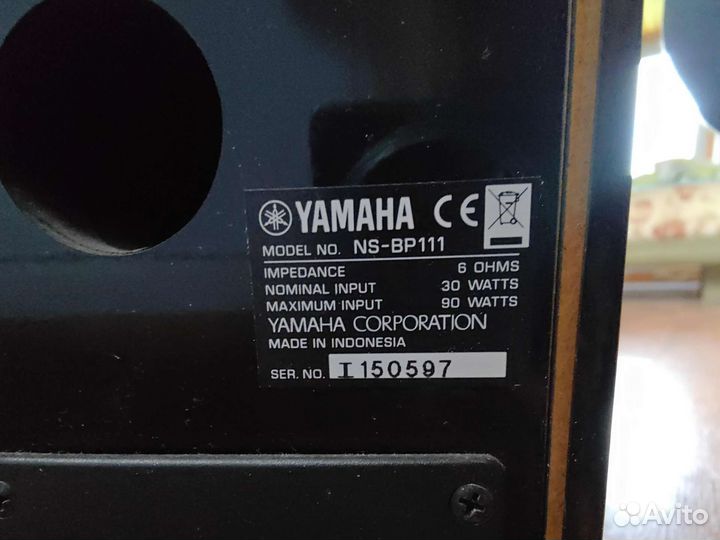 YAMAHA CE
MODEL NO. NS-BP111
IMPEDANCE 6 OHMS
NOMINAL INPUT 30 WATTS
MAXIMUM INPUT 90 WATTS
YAMAHA CORPORATION
MADE IN INDONESIA
SER. NO. I150597
Avito